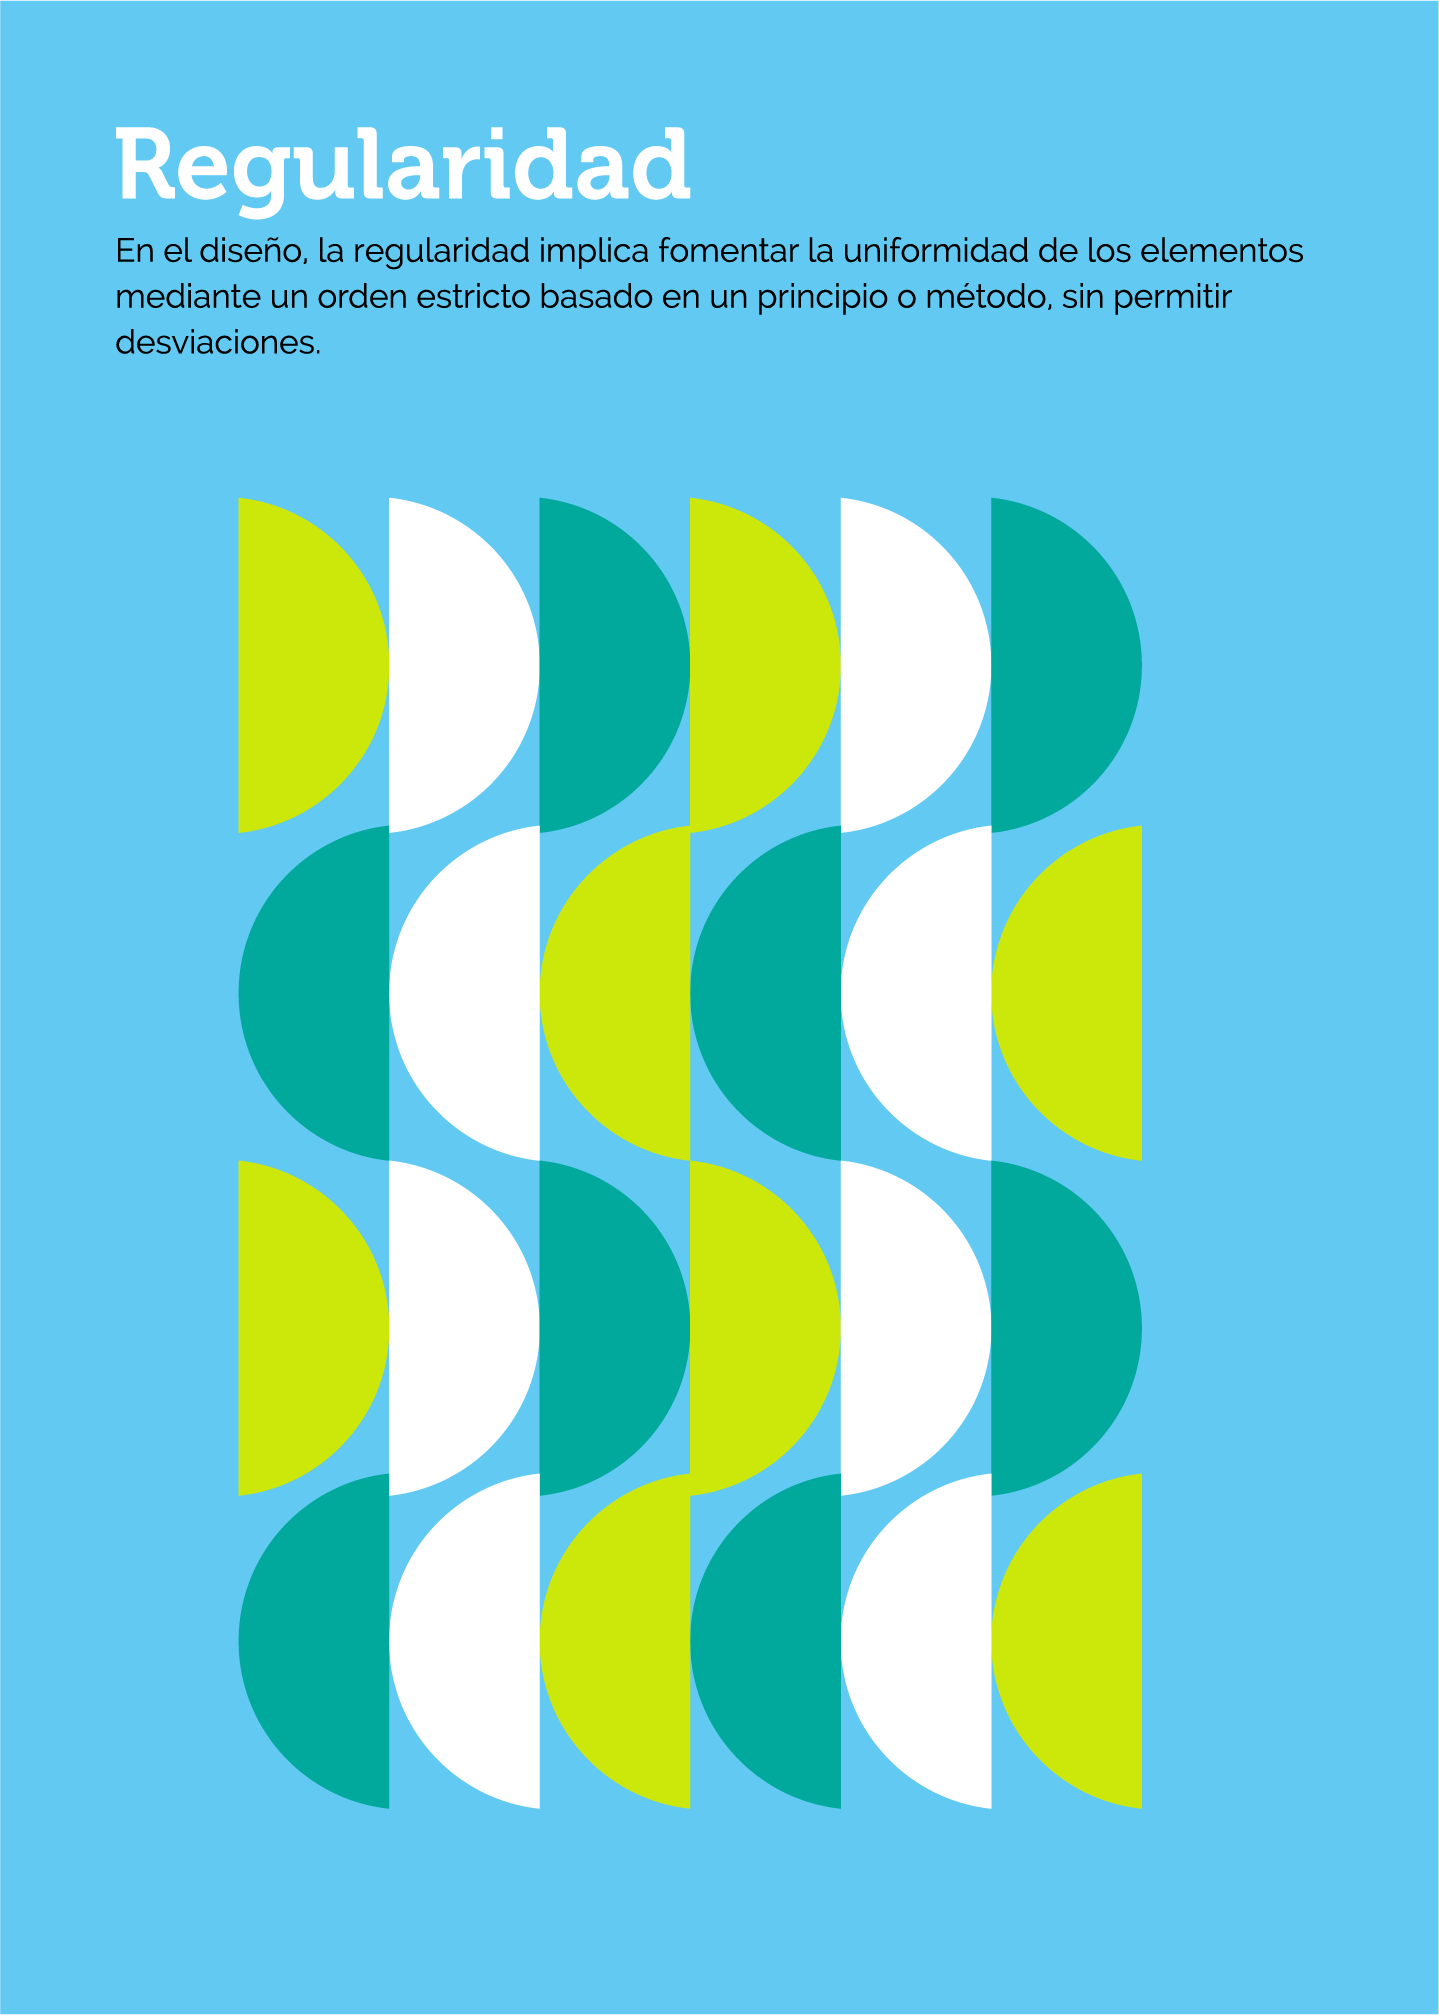 Regularidad
En el diseño, la regularidad implica fomentar la uniformidad de los elementos
mediante un orden estricto basado en un principio o método, sin permitir
desviaciones.